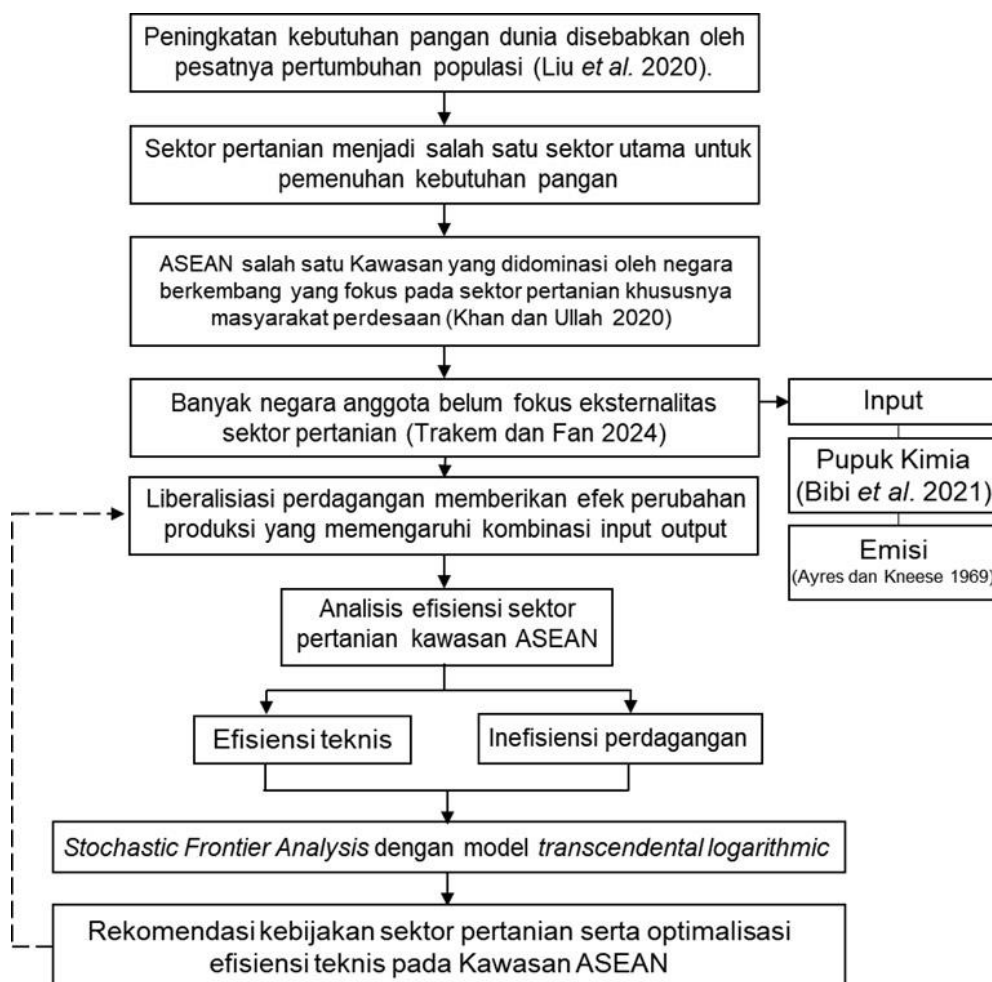 Peningkatan kebutuhan pangan dunia disebabkan oleh
pesatnya pertumbuhan populasi (Liu et al. 2020).
Sektor pertanian menjadi salah satu sektor utama untuk
pemenuhan kebutuhan pangan
ASEAN salah satu Kawasan yang didominasi oleh negara
berkembang yang fokus pada sektor pertanian khususnya
masyarakat perdesaan (Khan dan Ullah 2020)
Banyak negara anggota belum fokus eksternalitas
sektor pertanian (Trakem dan Fan 2024)
Input
Pupuk Kimia
(Bibi et al. 2021)
Emisi
(Ayres dan Kneese 1969)
Liberalisiasi perdagangan memberikan efek perubahan
produksi yang memengaruhi kombinasi input output
Analisis efisiensi sektor
pertanian kawasan ASEAN
Efisiensi teknis
Inefisiensi perdagangan
Stochastic Frontier Analysis dengan model transcendental logarithmic
Rekomendasi kebijakan sektor pertanian serta optimalisasi
efisiensi teknis pada Kawasan ASEAN